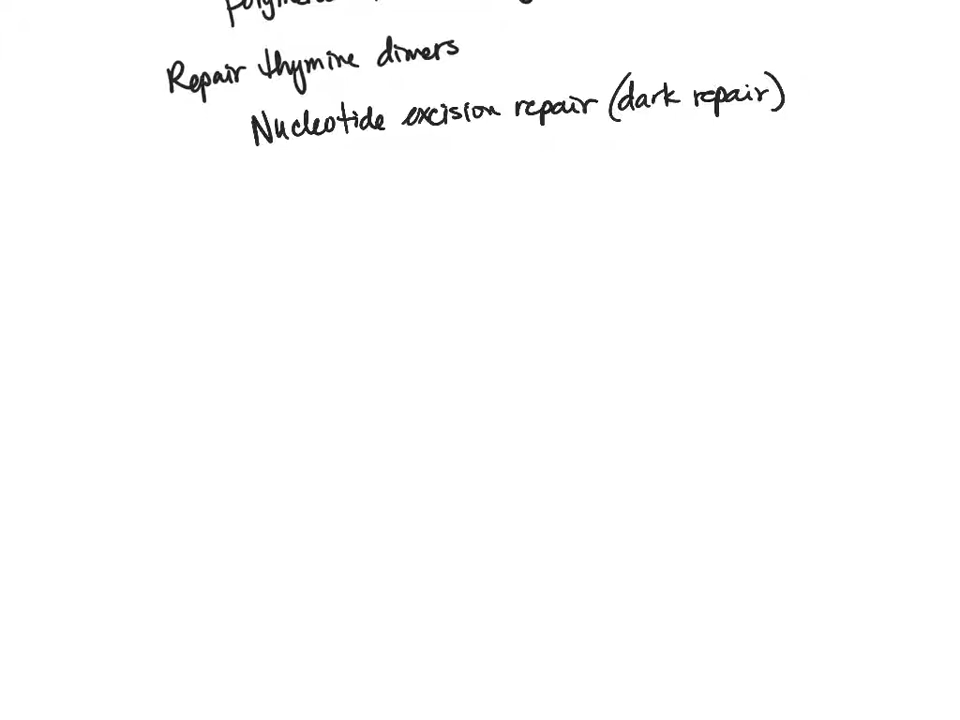 Repair thymine dimers
Nucleotide excision repair (dark repair)